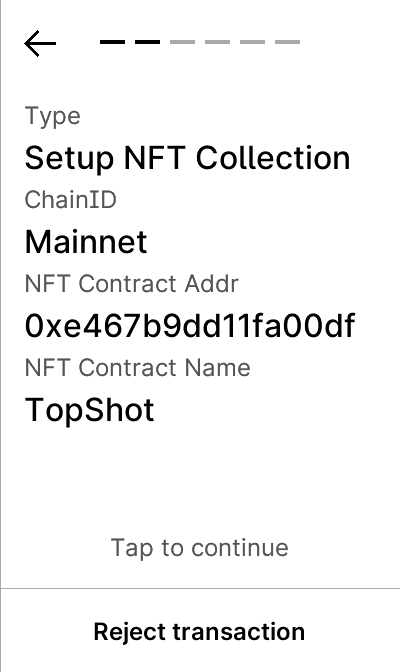 Type
Setup NFT Collection
ChainID
Mainnet
NFT Contract Addr
0xe467b9dd11fa00df
NFT Contract Name
TopShot
Tap to continue
Reject transaction